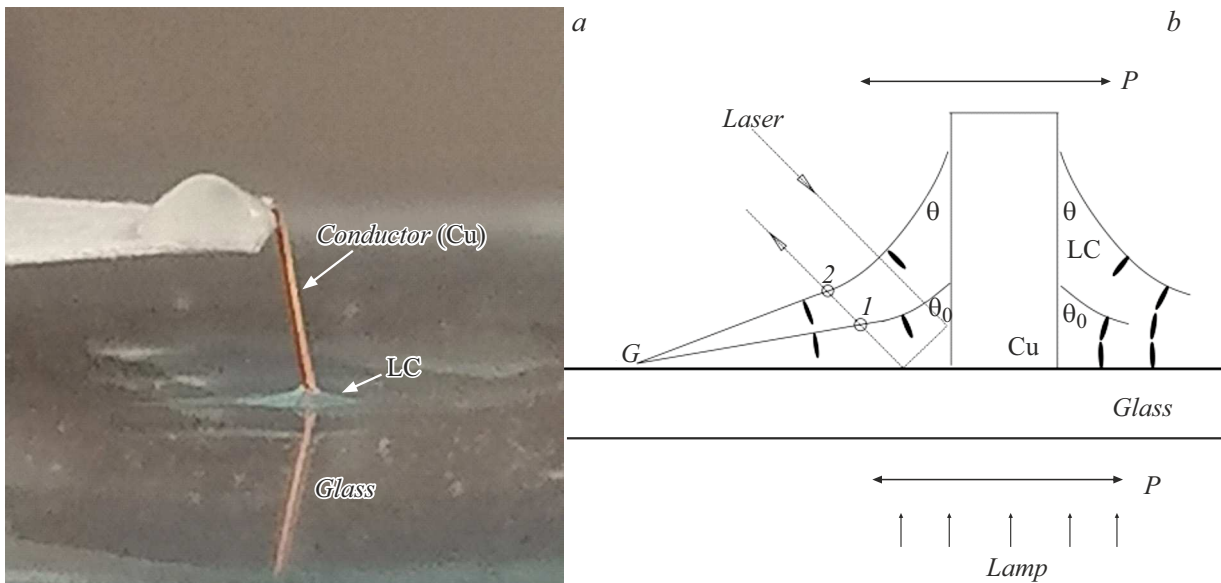 a
Conductor (Cu)
LC
Glass
b
P
Laser
θ
θ
LC
2
1
θ0
θ0
G
Cu
Glass
P
Lamp